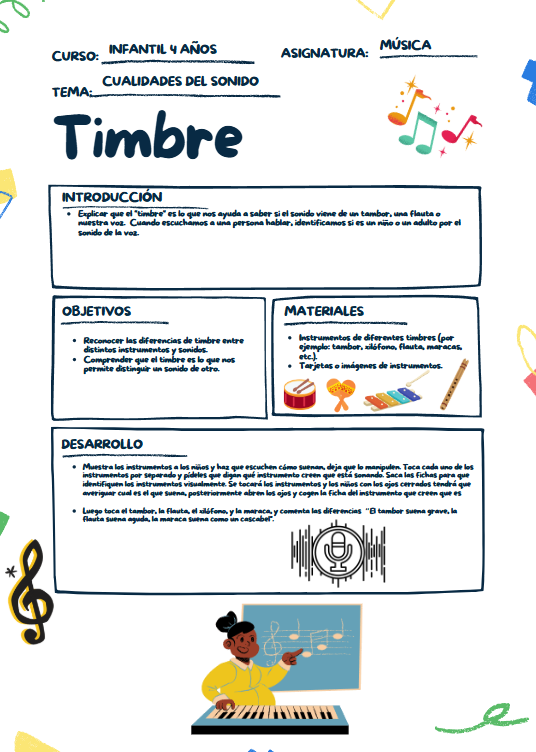 CURSO: INFANTIL 4 AÑOS
ASIGNATURA: MÚSICA
TEMA: CUALIDADES DEL SONIDO
Timbre
INTRODUCCIÓN
• Explicar que el "timbre" es lo que nos ayuda a saber si el sonido viene de un tambor, una flauta o
nuestra voz. Cuando escuchamos a una persona hablar, identificamos si es un niño o un adulto por el
sonido de la voz.
OBJETIVOS
• Reconocer las diferencias de timbre entre
distintos instrumentos y sonidos.
• Comprender que el timbre es lo que nos
permite distinguir un sonido de otro.
MATERIALES
• Instrumentos de diferentes timbres (por
ejemplo: tambor, xilófono, flauta, maracas,
etc.).
• Tarjetas o imágenes de instrumentos.
DESARROLLO
• Muestra los instrumentos a los niños y haz que escuchen cómo suenan, deja que lo manipulen. Toca cada uno de los
instrumentos por separado y pídeles que digan qué instrumento creen que está sonando. Saca las fichas para que
identifiquen los instrumentos visualmente. Se tocará los instrumentos y los niños con los ojos cerrados tendrá que
averiguar cual es el que suena, posteriormente abren los ojos y cogen la ficha del instrumento que creen que es
• Luego toca el tambor, la flauta, el xilófono, y la maraca, y comenta las diferencias "El tambor suena grave, la
flauta suena aguda, la maraca suena como un cascabel".